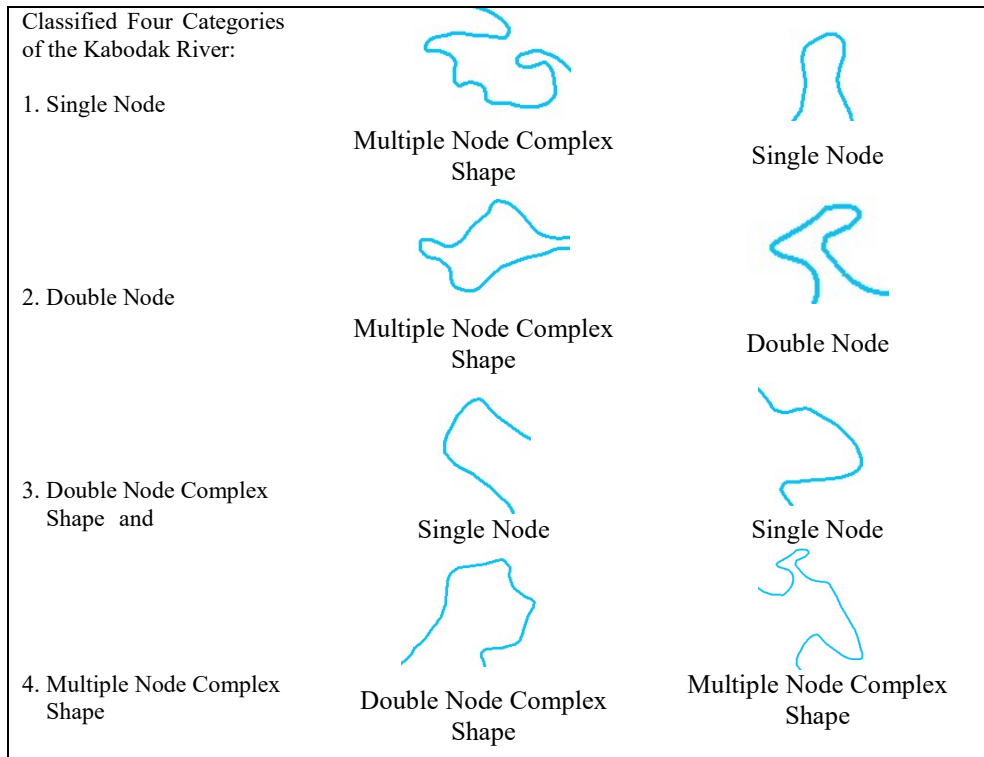 Classified Four Categories
of the Kabodak River:
1. Single Node
Multiple Node Complex
Shape
Single Node
2. Double Node
Multiple Node Complex
Shape
Double Node
3. Double Node Complex
Shape and
Single Node
Single Node
4. Multiple Node Complex
Shape
Double Node Complex
Shape
Multiple Node Complex
Shape